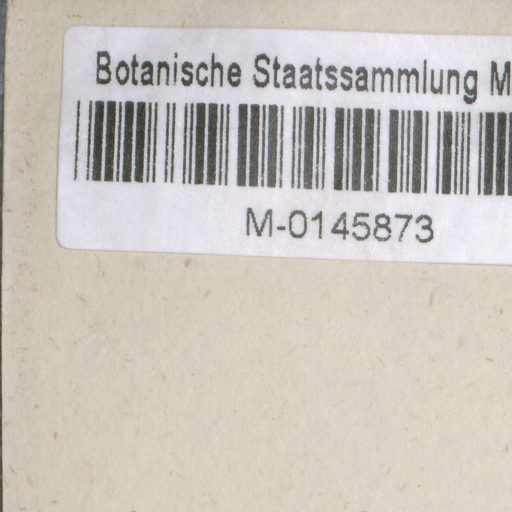 Botanische Staatssammlung M
M-0145873